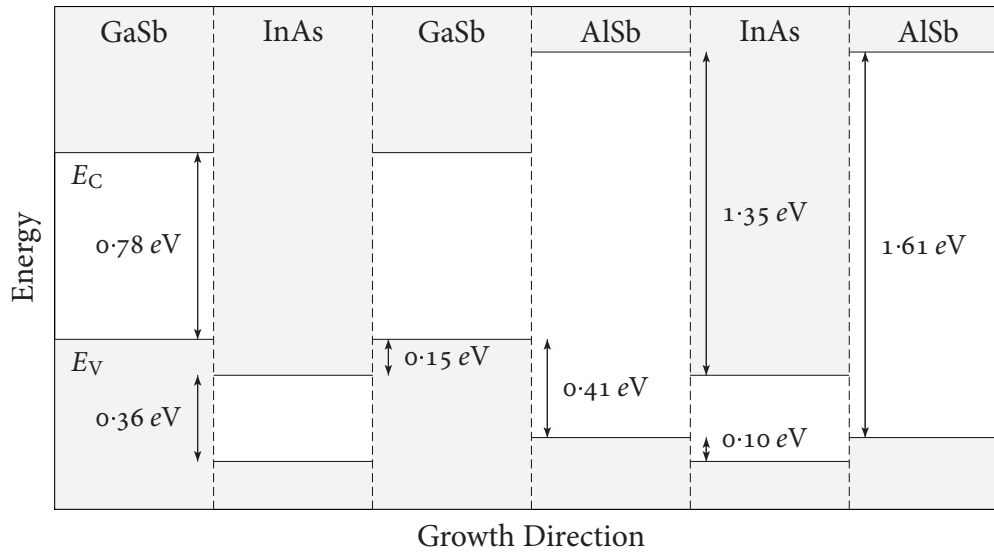 GaSb InAs GaSb AlSb InAs AlSb
E_C
0·78 eV
1·35 eV
1·61 eV
Energy
E_V
0·15 eV
0·36 eV
0·41 eV
0·10 eV
Growth Direction